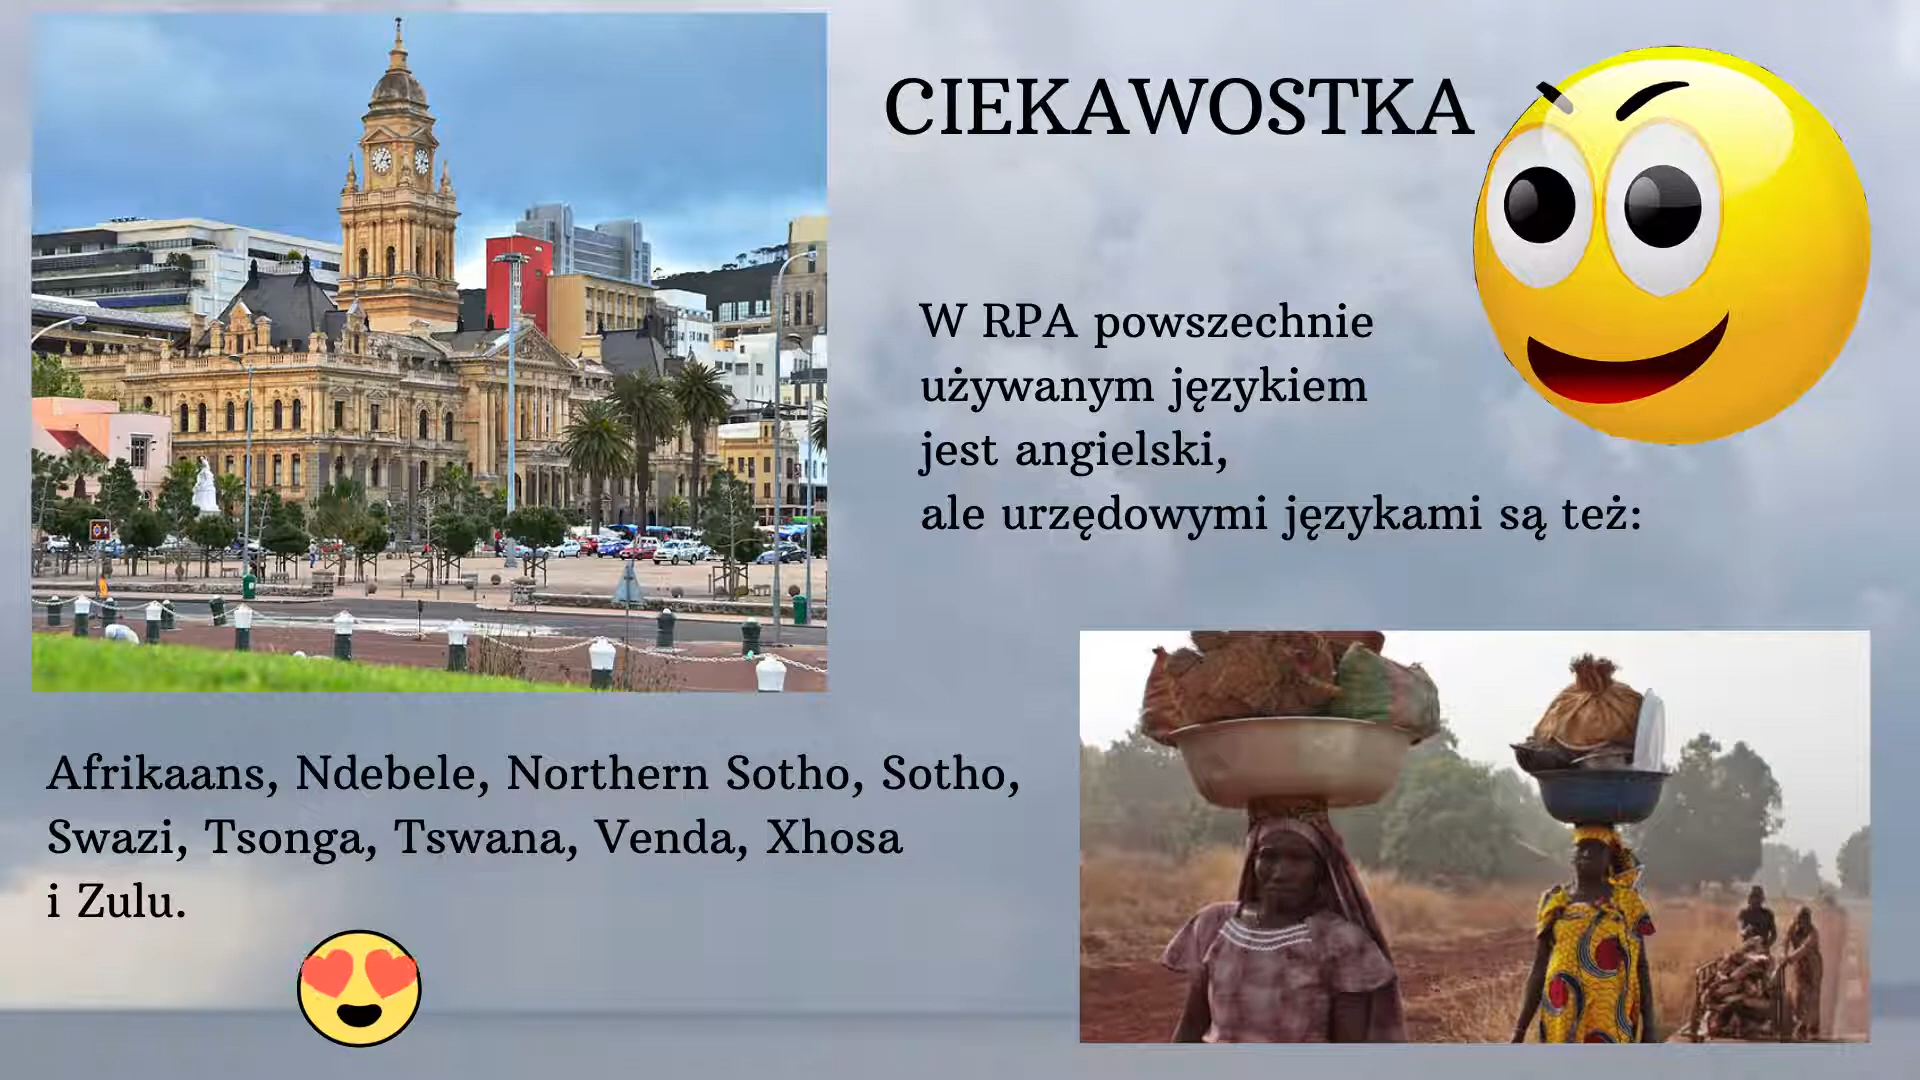 CIEKAWOSTKA
W RPA powszechnie
używanym językiem
jest angielski,
ale urzędowymi językami są też:
Afrikaans, Ndebele, Northern Sotho, Sotho,
Swazi, Tsonga, Tswana, Venda, Xhosa
i Zulu.